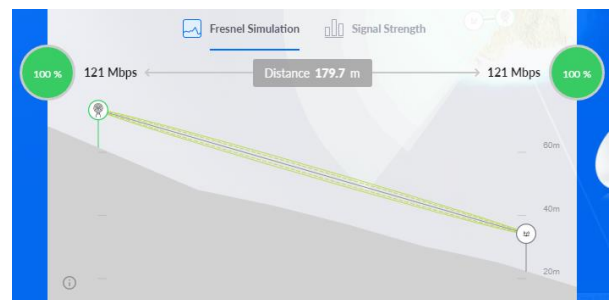 Fresnel Simulation
Signal Strength
100 %
121 Mbps
Distance 179.7 m
121 Mbps
100 %
60m
40m
20m